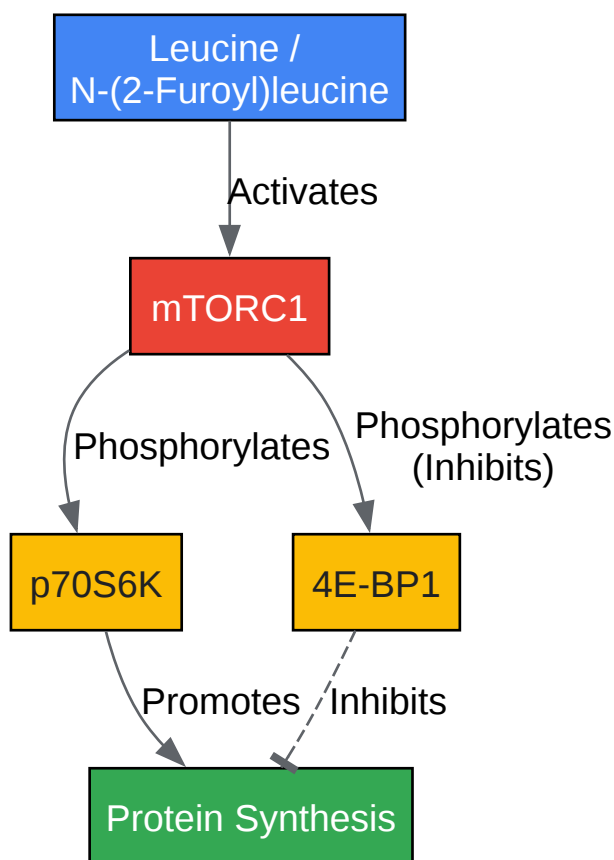 Leucine /
N-(2-Furoyl)leucine
Activates
mTORC1
Phosphorylates
Phosphorylates
(Inhibits)
p70S6K
4E-BP1
Promotes
Inhibits
Protein Synthesis